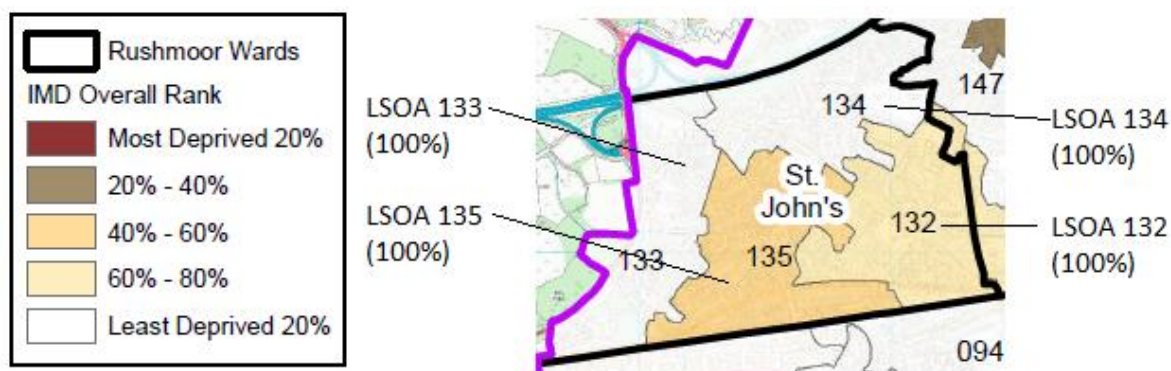 Rushmoor Wards
IMD Overall Rank
Most Deprived 20%
20% - 40%
40% - 60%
60% - 80%
Least Deprived 20%
LSOA 133
(100%)
LSOA 135
(100%)
147
134
St.
John's
132
133
135
094
LSOA 134
(100%)
LSOA 132
(100%)